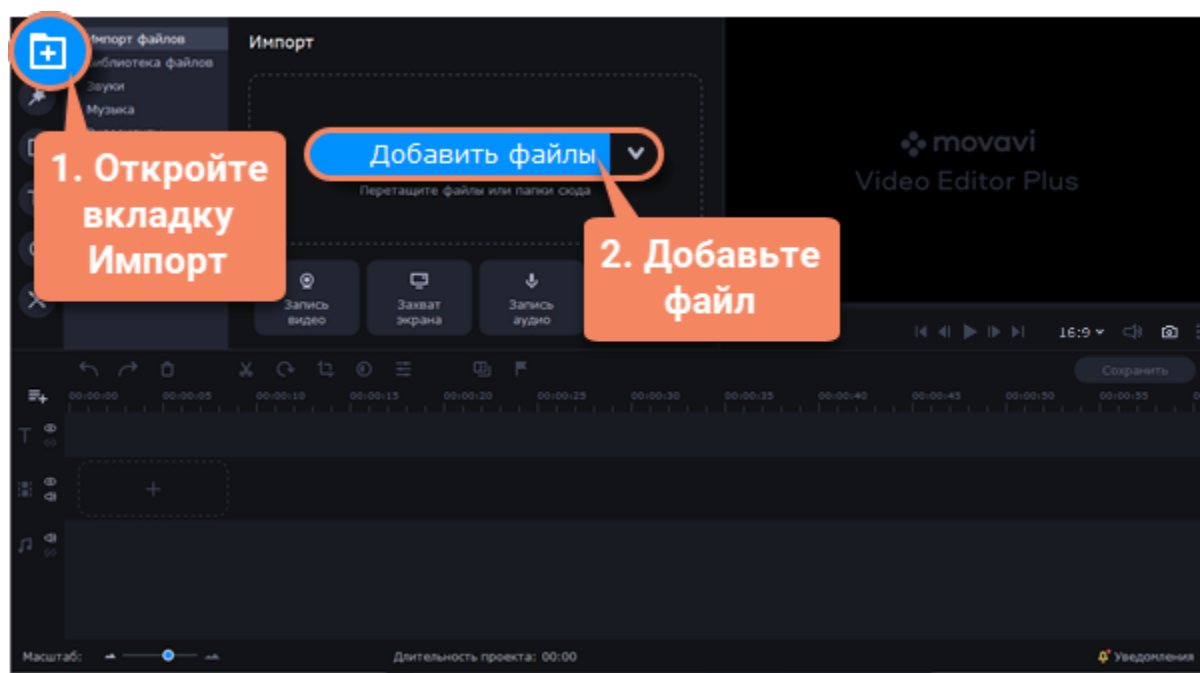 Импорт файлов
Импорт
Библиотека файлов
Звуки
Музыка
1. Откройте
вкладку
Импорт
Добавить файлы
Перетащите файлы или папки сюда
2. Добавьте
файл
movavi
Video Editor Plus
Запись
видео
Захват
экрана
Запись
аудио
16:9
Сохранить
00:00:00 00:00:05 00:00:10 00:00:15 00:00:20 00:00:25 00:00:30 00:00:35 00:00:40 00:00:45 00:00:50 00:00:55
Масштаб:
Длительность проекта: 00:00
Уведомления